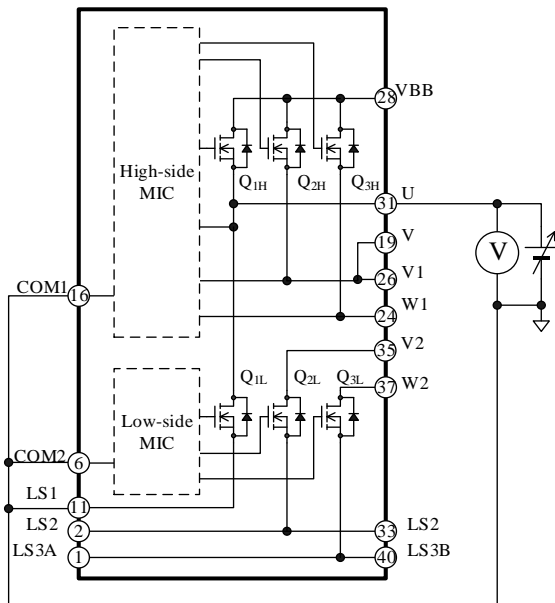 28 VBB
High-side
MIC
Q1H Q2H Q3H
31 U
19 V
V
26 V1
COM1 16
24 W1
35 V2
Q1L Q2L Q3L
37 W2
Low-side
MIC
COM2 6
LS1 11
LS2 2
33 LS2
LS3A 1
40 LS3B